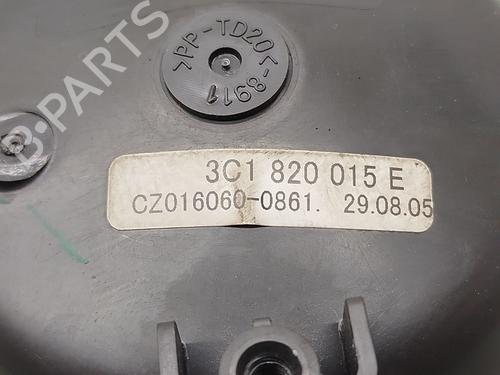 >PP-TD20<
-8911
3C1 820 015 E
CZ016060-0861. 29.08.05
B-PARTS